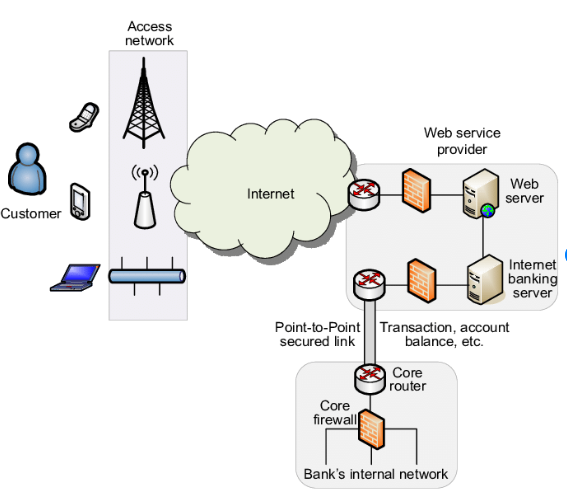 Access
network
Customer
Internet
Web service
provider
Web
server
Internet
banking
server
Point-to-Point
secured link
Transaction, account
balance, etc.
Core
router
Core
firewall
Bank's internal network